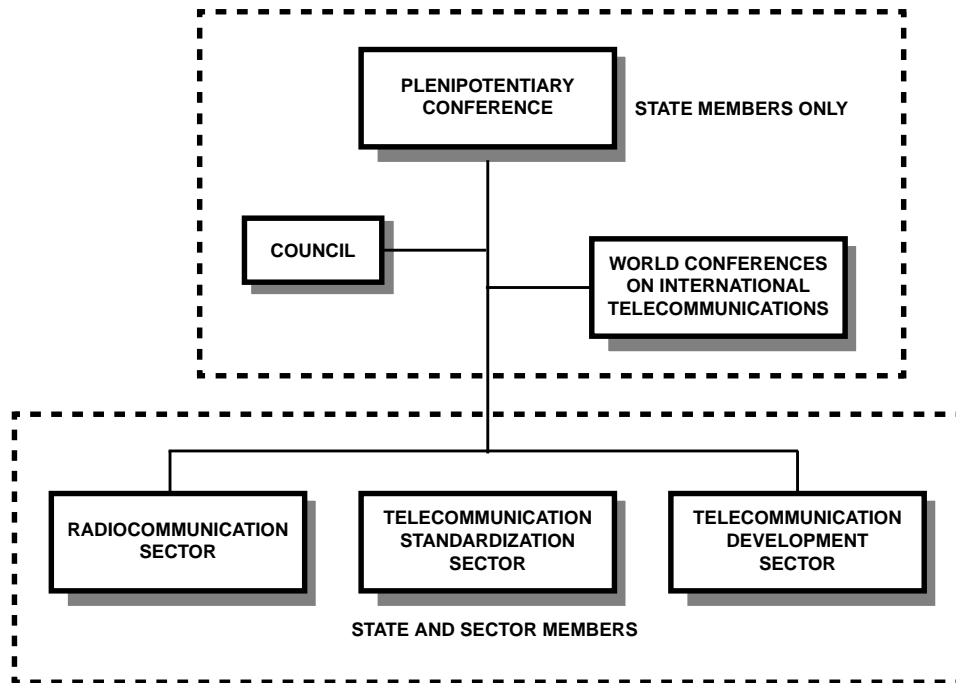 PLENIPOTENTIARY
CONFERENCE
STATE MEMBERS ONLY
COUNCIL
WORLD CONFERENCES
ON INTERNATIONAL
TELECOMMUNICATIONS
RADIOCOMMUNICATION
SECTOR
TELECOMMUNICATION
STANDARDIZATION
SECTOR
TELECOMMUNICATION
DEVELOPMENT
SECTOR
STATE AND SECTOR MEMBERS